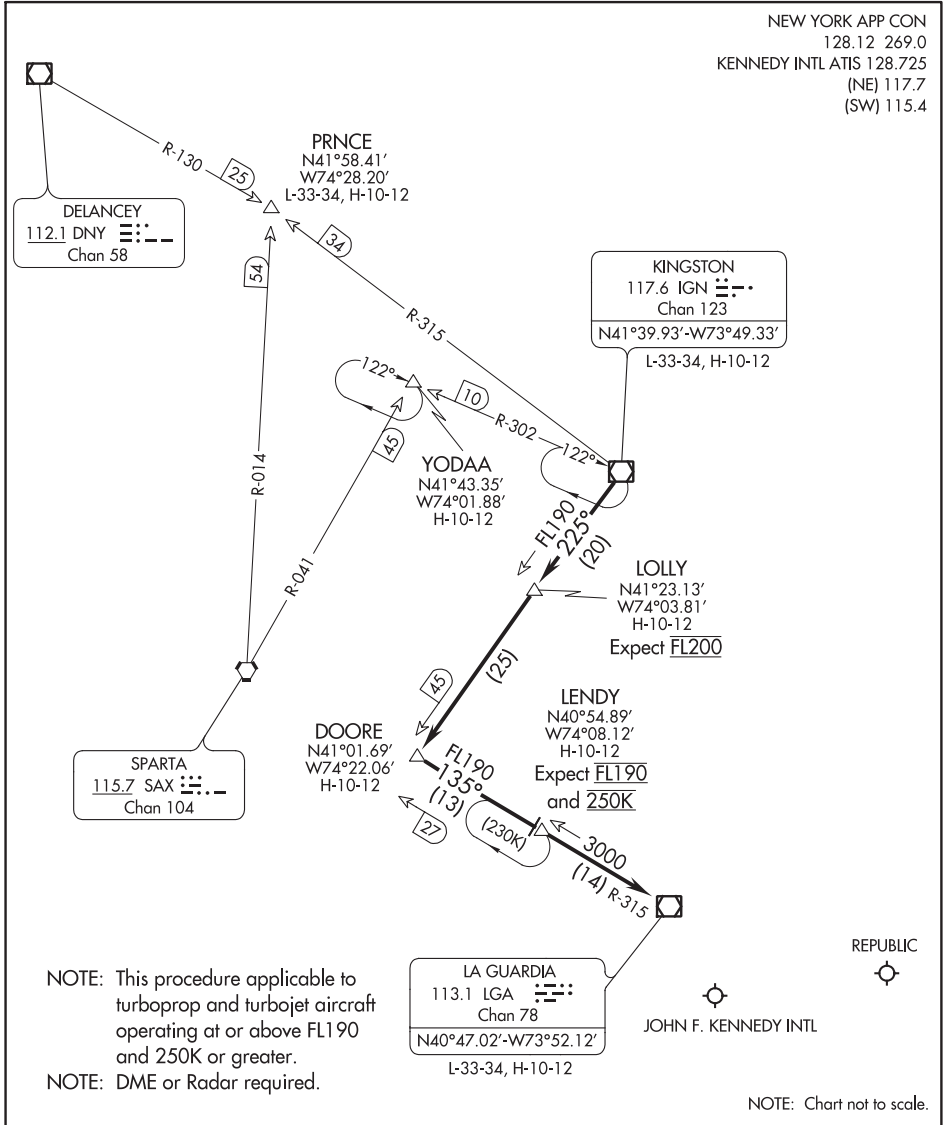 NEW YORK APP CON
128.12 269.0
KENNEDY INTL ATIS 128.725
(NE) 117.7
(SW) 115.4
R-130
25
PRNCE
N41°58.41'
W74°28.20'
L-33-34, H-10-12
DELANCEY
112.1 DNY
Chan 58
54
34
R-315
KINGSTON
117.6 IGN
Chan 123
N41°39.93'-W73°49.33'
L-33-34, H-10-12
122°
10
R-302
122°
45
YODAA
N41°43.35'
W74°01.88'
H-10-12
R-014
R-041
FL190
225°
(20)
LOLLY
N41°23.13'
W74°03.81'
H-10-12
Expect FL200
(25)
45
SPARTA
115.7 SAX
Chan 104
DOORE
N41°01.69'
W74°22.06'
H-10-12
LENDY
N40°54.89'
W74°08.12'
H-10-12
Expect FL190
and 250K
FL190
135°
(13)
27
(230K)
3000
(14) R-315
LA GUARDIA
113.1 LGA
Chan 78
N40°47.02'-W73°52.12'
L-33-34, H-10-12
REPUBLIC
JOHN F. KENNEDY INTL
NOTE: This procedure applicable to
turboprop and turbojet aircraft
operating at or above FL190
and 250K or greater.
NOTE: DME or Radar required.
NOTE: Chart not to scale.